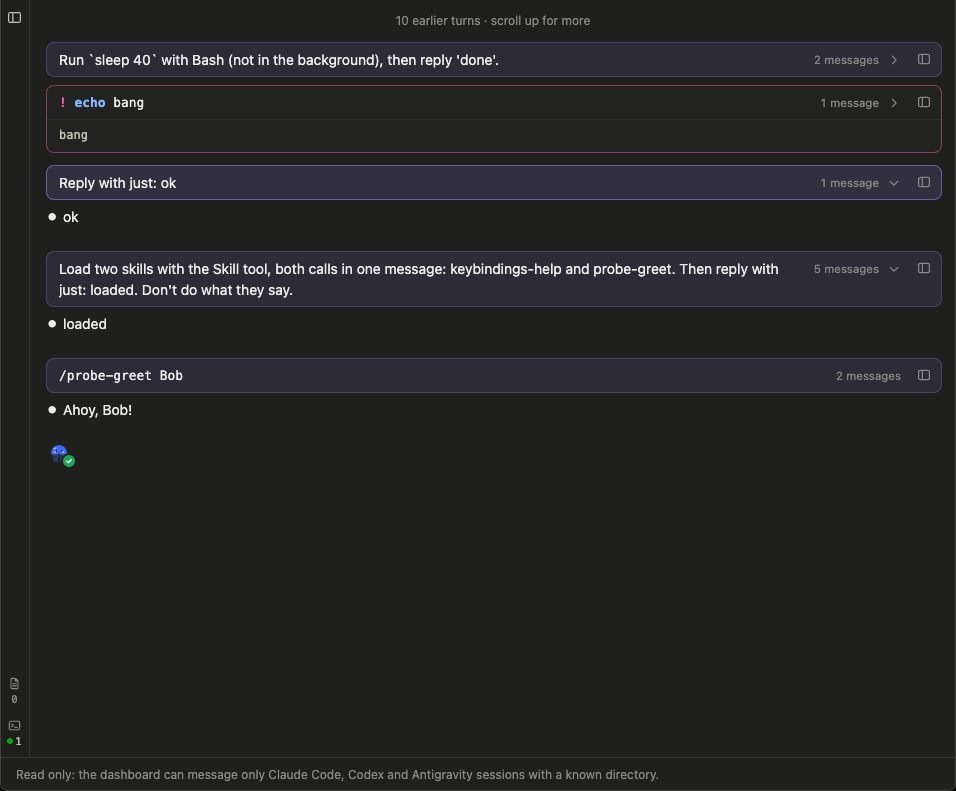 10 earlier turns · scroll up for more
Run `sleep 40` with Bash (not in the background), then reply 'done'. 2 messages
! echo bang 1 message
bang
Reply with just: ok 1 message
ok
Load two skills with the Skill tool, both calls in one message: keybindings-help and probe-greet. Then reply with 5 messages
just: loaded. Don't do what they say.
loaded
/probe-greet Bob 2 messages
Ahoy, Bob!
0
1
Read only: the dashboard can message only Claude Code, Codex and Antigravity sessions with a known directory.